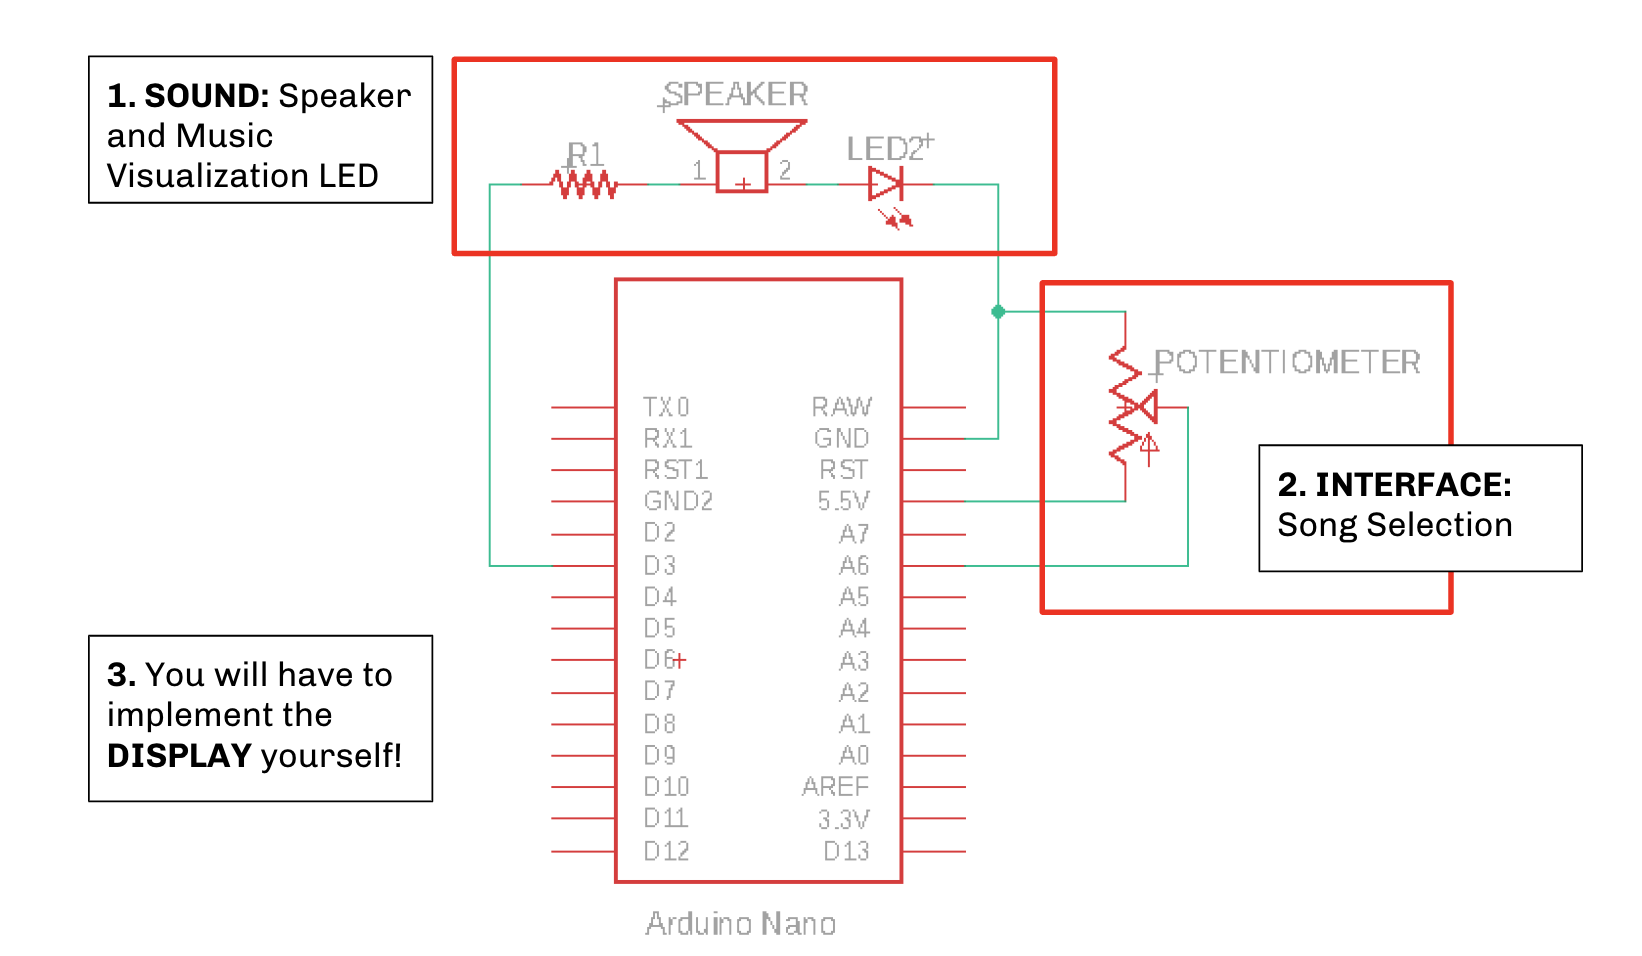 1. SOUND: Speaker
and Music
Visualization LED
SPEAKER
R1
1
2
LED2
POTENTIOMETER
2. INTERFACE:
Song Selection
3. You will have to
implement the
DISPLAY yourself!
TX0 RAW
RX1 GND
RST1 RST
GND2 5.5V
D2 A7
D3 A6
D4 A5
D5 A4
D6 A3
D7 A2
D8 A1
D9 A0
D10 AREF
D11 3.3V
D12 D13
Arduino Nano